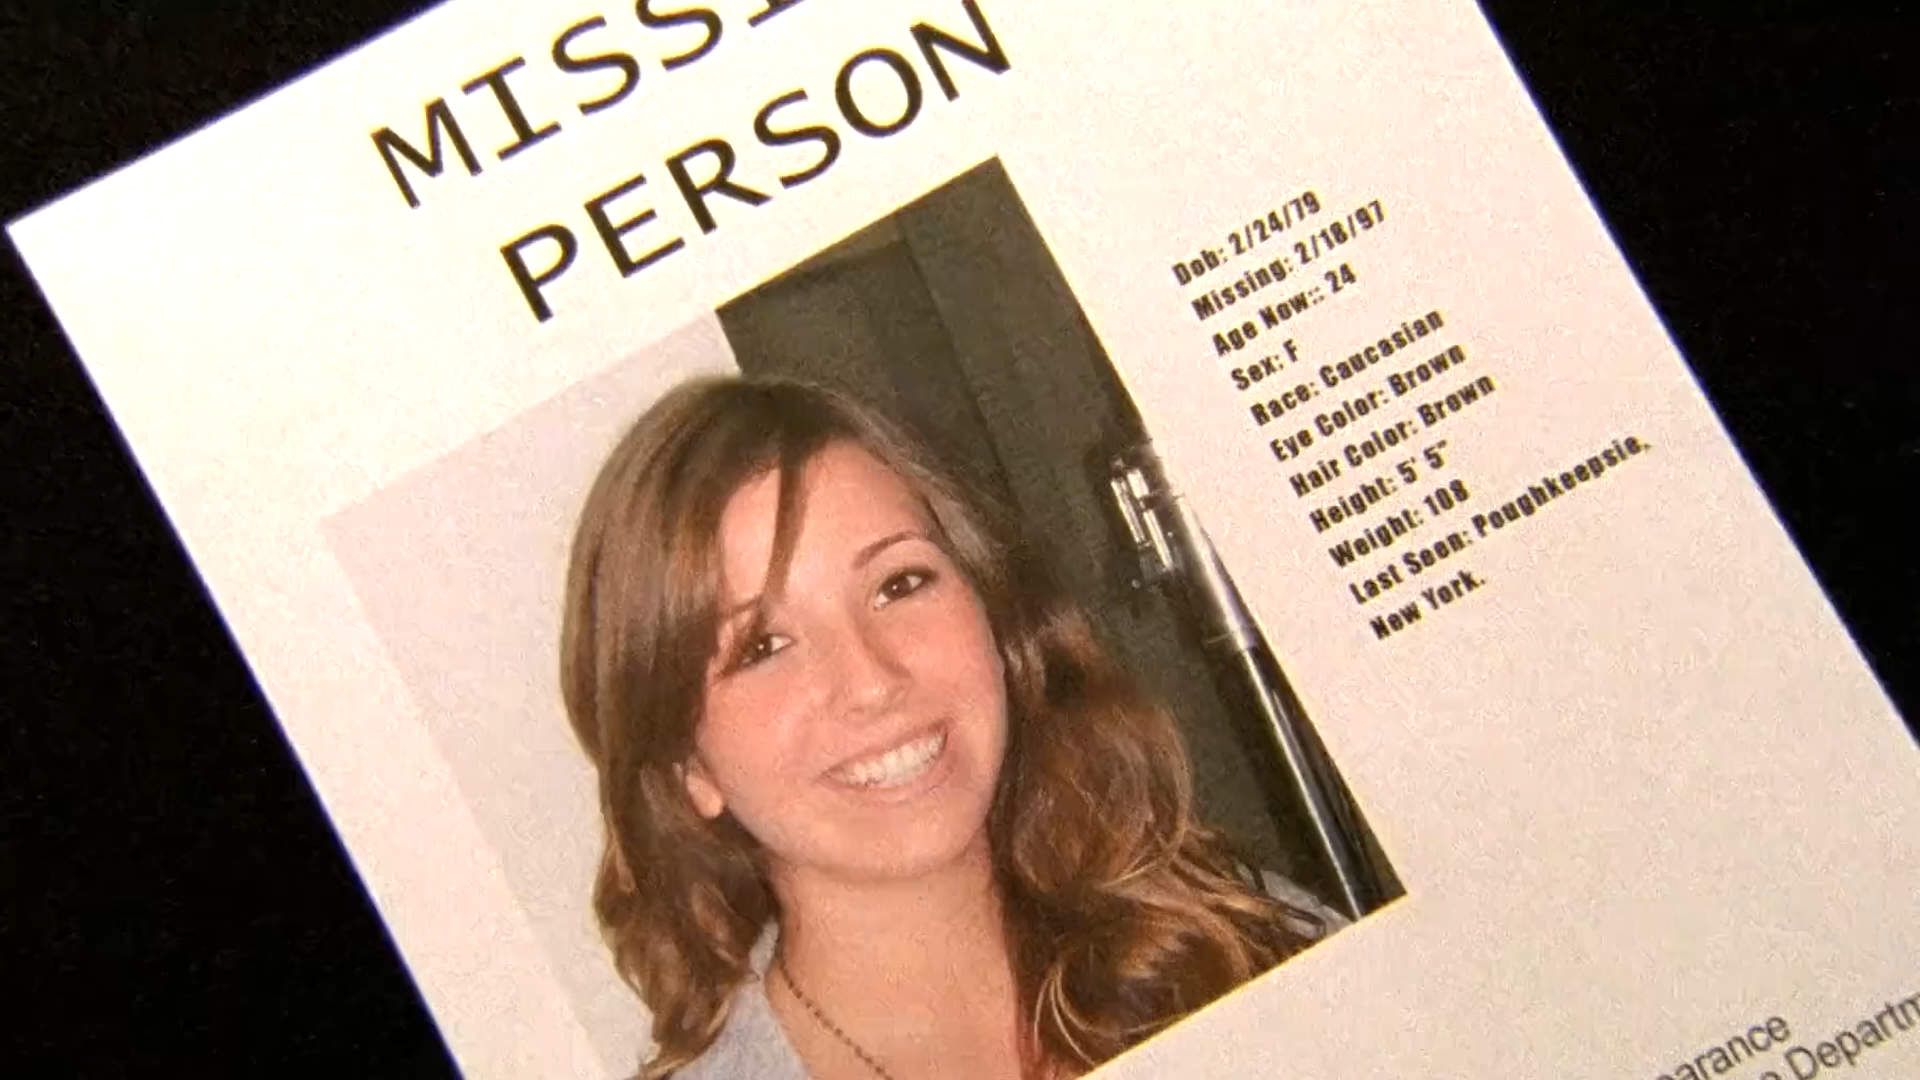 MISSI
PERSON
Dob: 2/24/79
Missing: 2/18/97
Age Now:: 24
Sex: F
Race: Caucasian
Eye Color: Brown
Hair Color: Brown
Height: 5' 5"
Weight: 108
Last Seen: Poughkeepsie,
New York.
earance
Departm